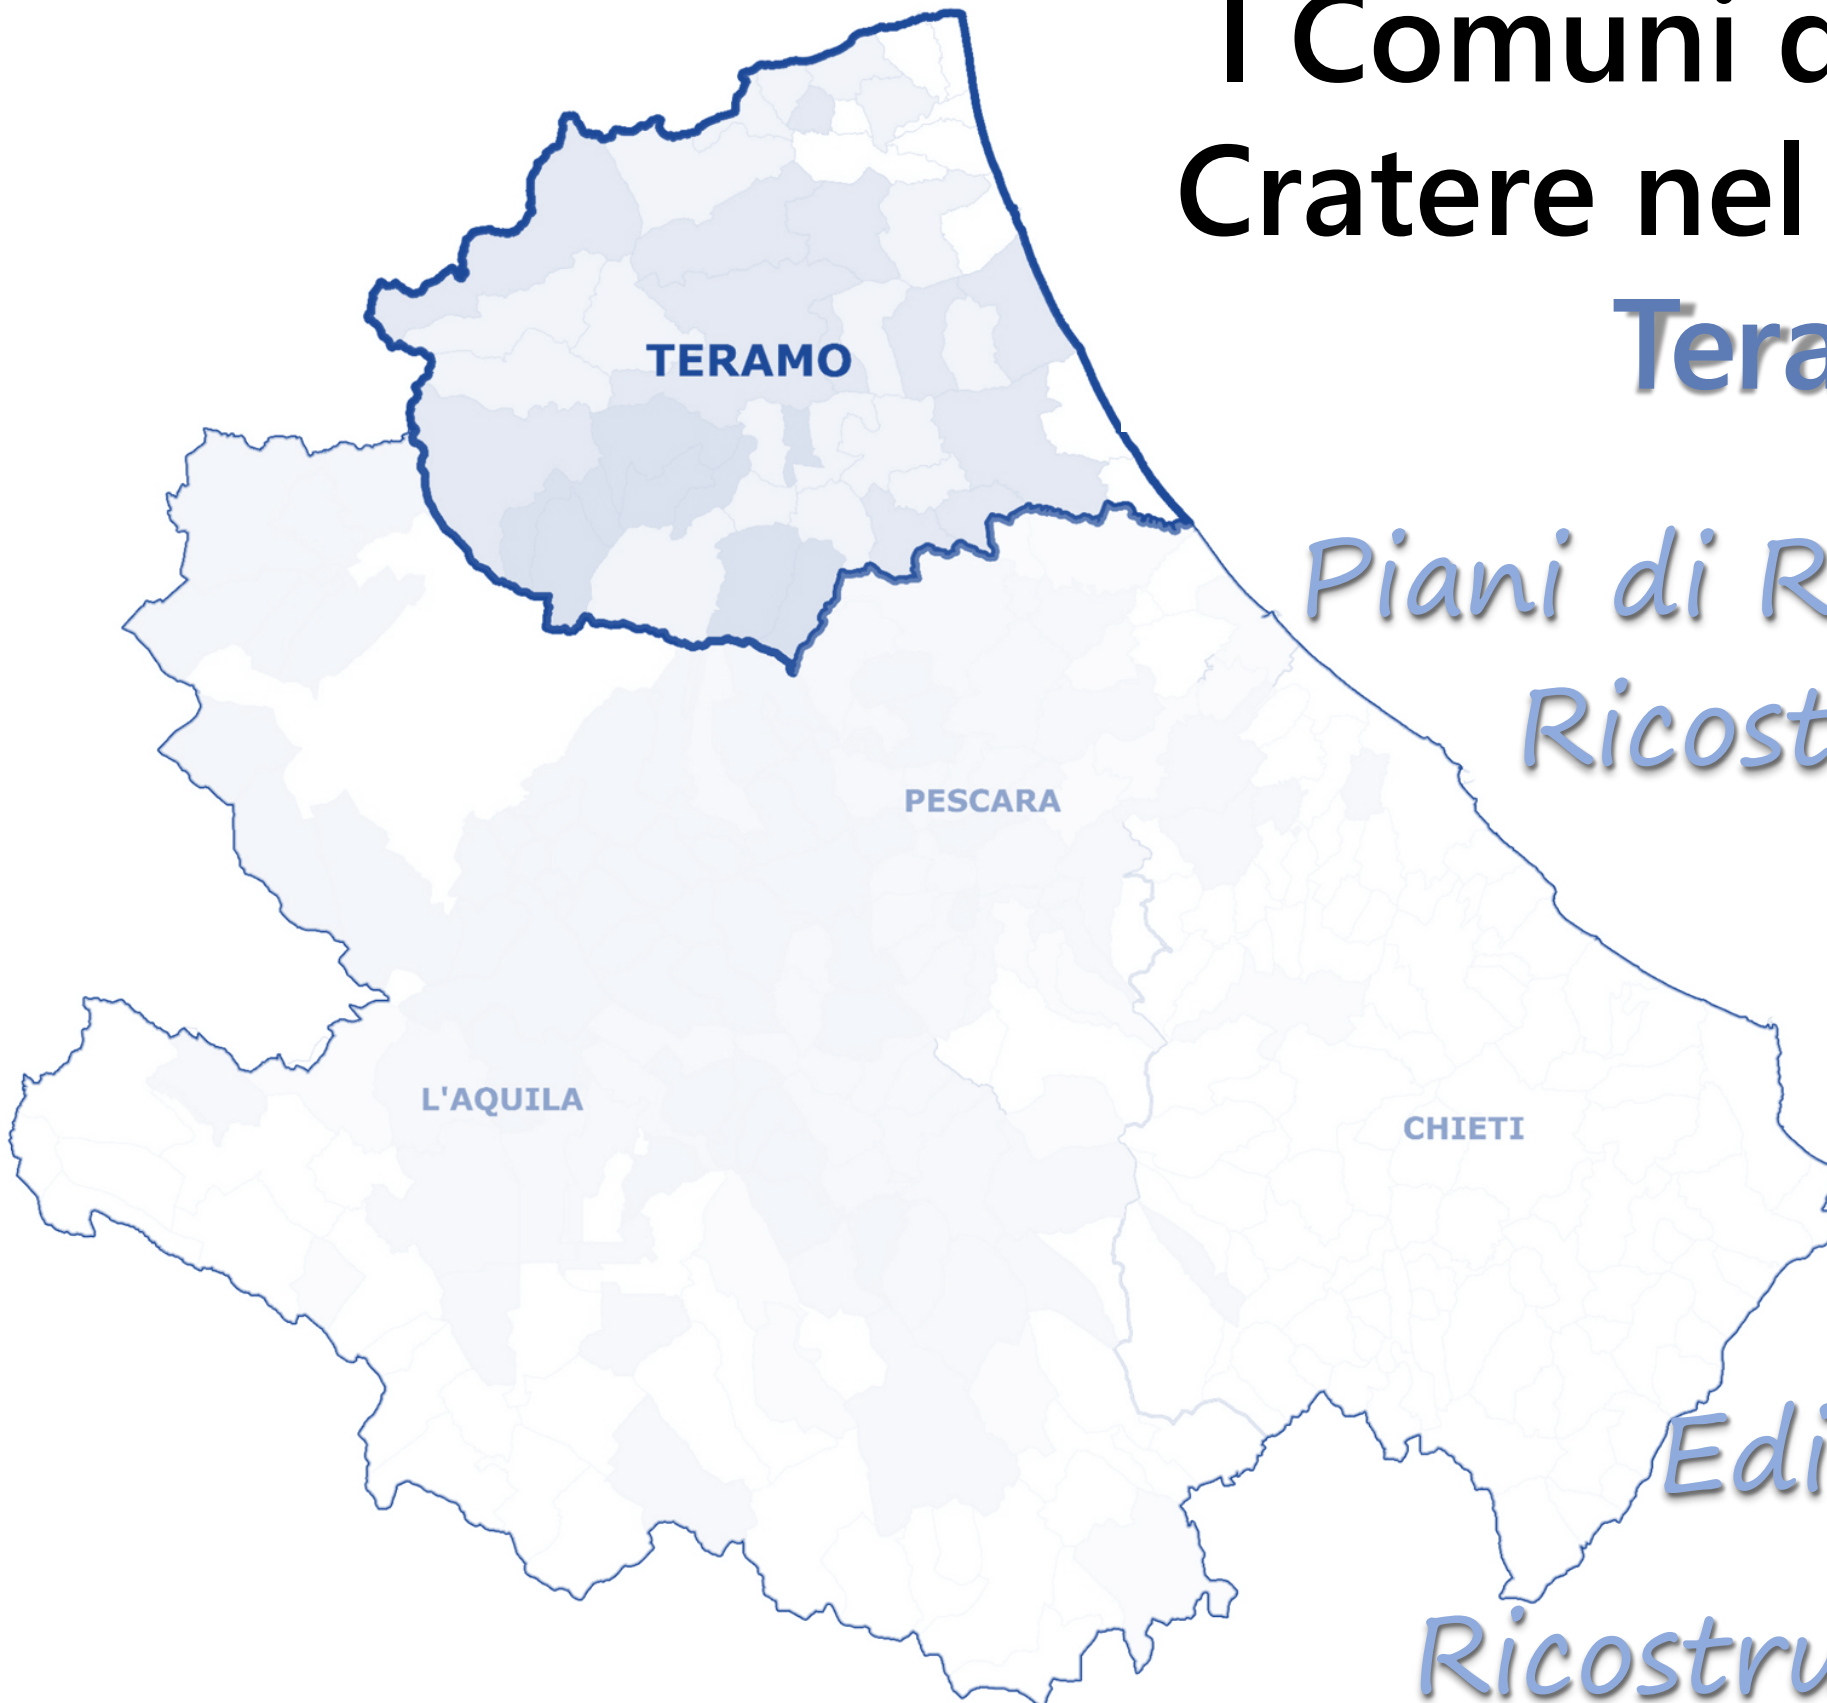 I Comuni d
Cratere nel
Tera
TERAMO
Piani di R
Ricost
PESCARA
L'AQUILA
CHIETI
Edi
Ricostru